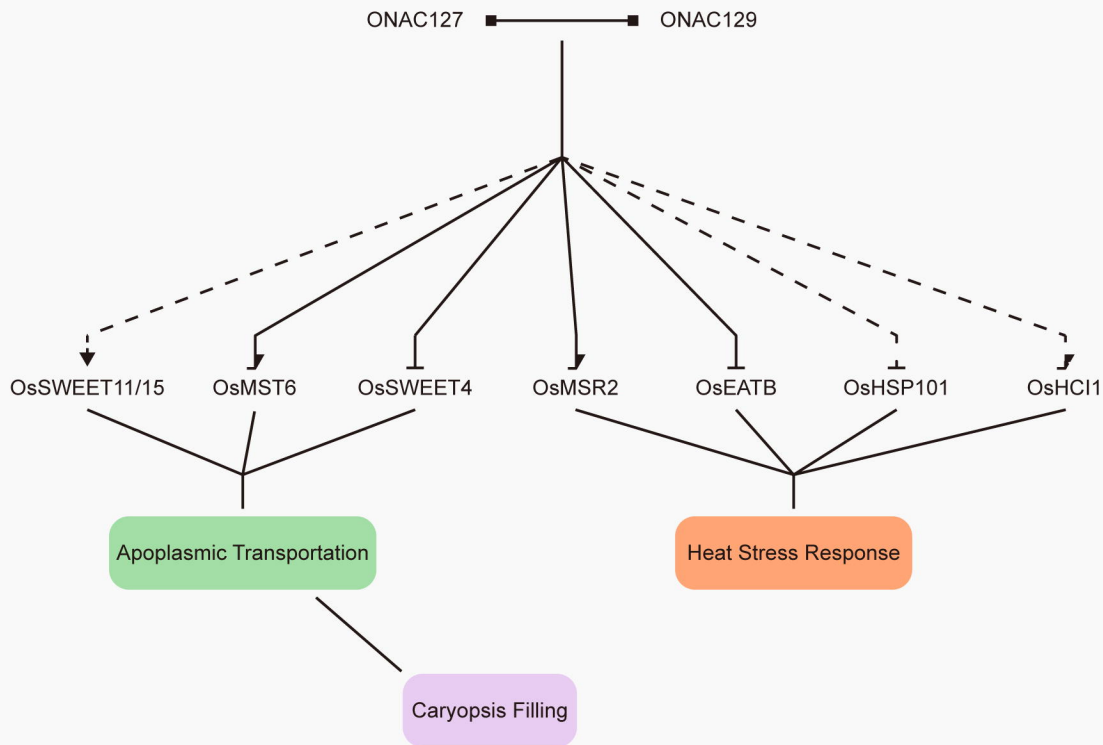 ONAC127 ONAC129
OsSWEET11/15 OsMST6 OsSWEET4 OsMSR2 OsEATB OsHSP101 OsHCI1
Apoplasmic Transportation Heat Stress Response
Caryopsis Filling